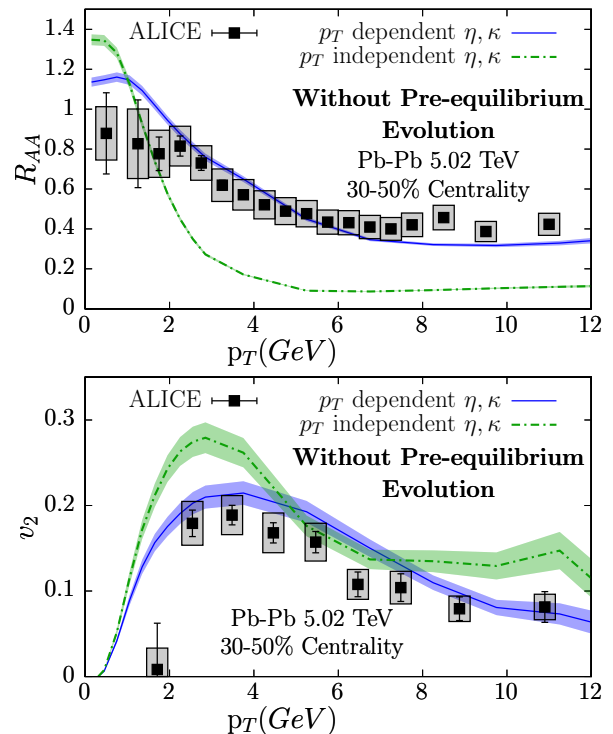 ALICE
p_T dependent η, κ
p_T independent η, κ
Without Pre-equilibrium
Evolution
Pb-Pb 5.02 TeV
30-50% Centrality
R_AA
1.4
1.2
1
0.8
0.6
0.4
0.2
0
0 2 4 6 8 10 12
p_T(GeV)
ALICE
p_T dependent η, κ
p_T independent η, κ
Without Pre-equilibrium
Evolution
Pb-Pb 5.02 TeV
30-50% Centrality
v_2
0.3
0.2
0.1
0
0 2 4 6 8 10 12
p_T(GeV)